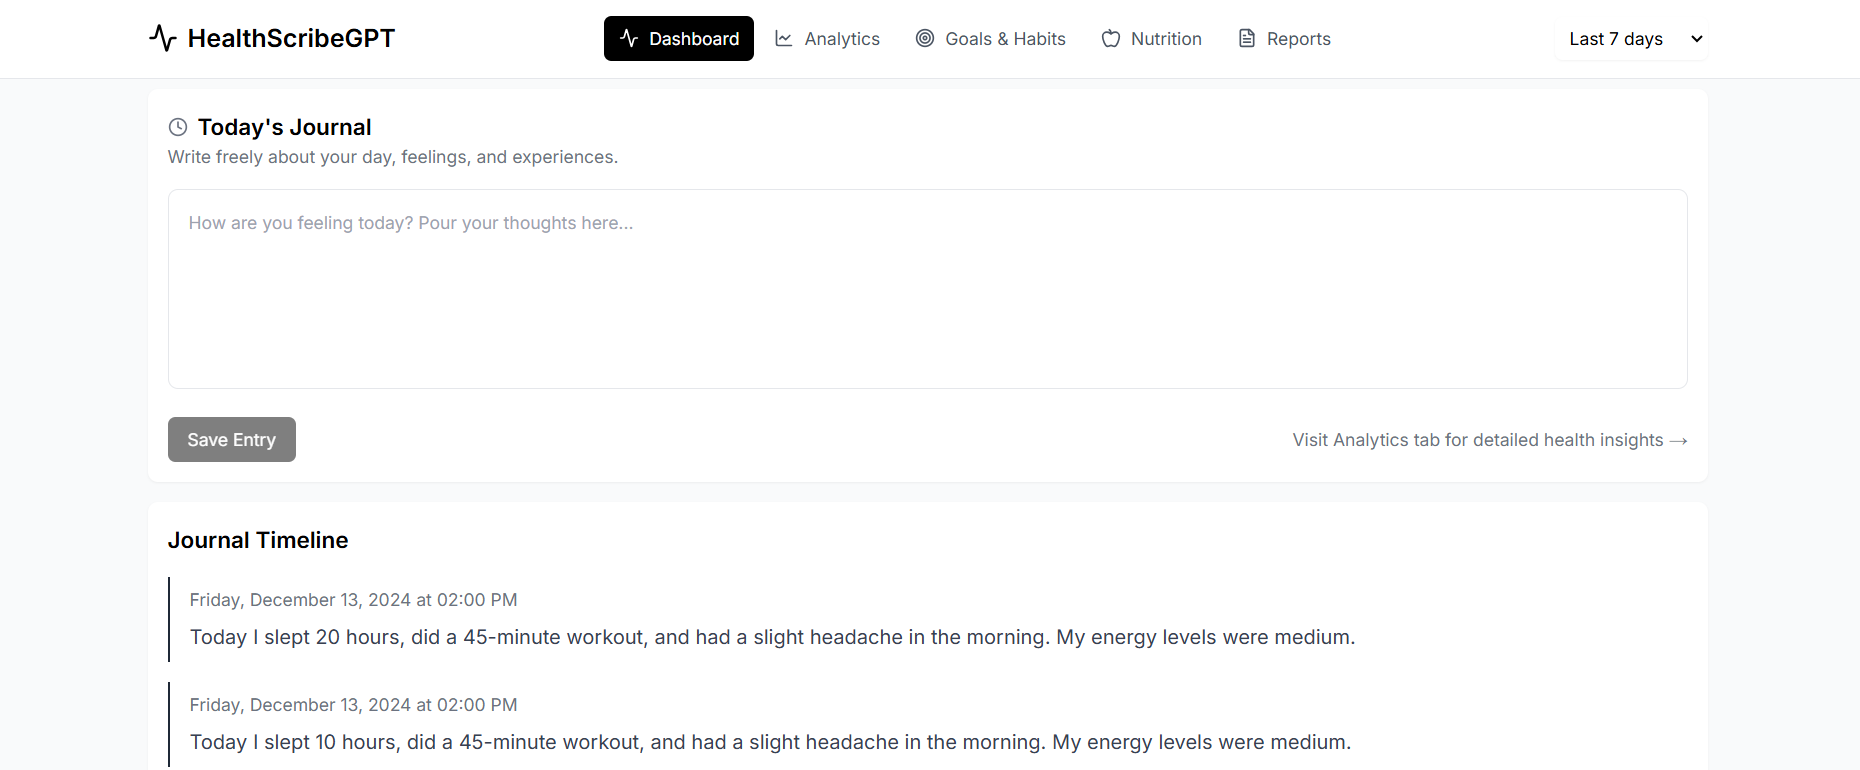 HealthScribeGPT
Dashboard
Analytics
Goals & Habits
Nutrition
Reports
Last 7 days
Today's Journal
Write freely about your day, feelings, and experiences.
How are you feeling today? Pour your thoughts here...
Save Entry
Visit Analytics tab for detailed health insights →
Journal Timeline
Friday, December 13, 2024 at 02:00 PM
Today I slept 20 hours, did a 45-minute workout, and had a slight headache in the morning. My energy levels were medium.
Friday, December 13, 2024 at 02:00 PM
Today I slept 10 hours, did a 45-minute workout, and had a slight headache in the morning. My energy levels were medium.